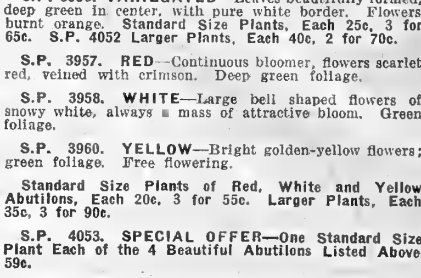 deep green in center, with pure white border. Flowers
burnt orange. Standard Size Plants, Each 25c, 3 for
65c. S.P. 4052 Larger Plants, Each 40c, 2 for 70c.
S.P. 3957. RED—Continuous bloomer, flowers scarlet
red, veined with crimson. Deep green foliage.
S.P. 3958. WHITE—Large bell shaped flowers of
snowy white, always a mass of attractive bloom. Green
foliage.
S.P. 3960. YELLOW—Bright golden-yellow flowers;
green foliage. Free flowering.
Standard Size Plants of Red, White and Yellow
Abutilons, Each 20c, 3 for 55c. Larger Plants, Each
35c, 3 for 90c.
S.P. 4053. SPECIAL OFFER—One Standard Size
Plant Each of the 4 Beautiful Abutilons Listed Above
59c.